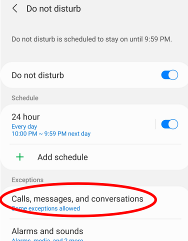 Do not disturb
Do not disturb is scheduled to stay on until 9:59 PM.
Do not disturb
Schedule
24 hour
Every day
10:00 PM ~ 9:59 PM next day
Add schedule
Exceptions
Calls, messages, and conversations
Some exceptions allowed
Alarms and sounds
Alarms, media, and 2 more